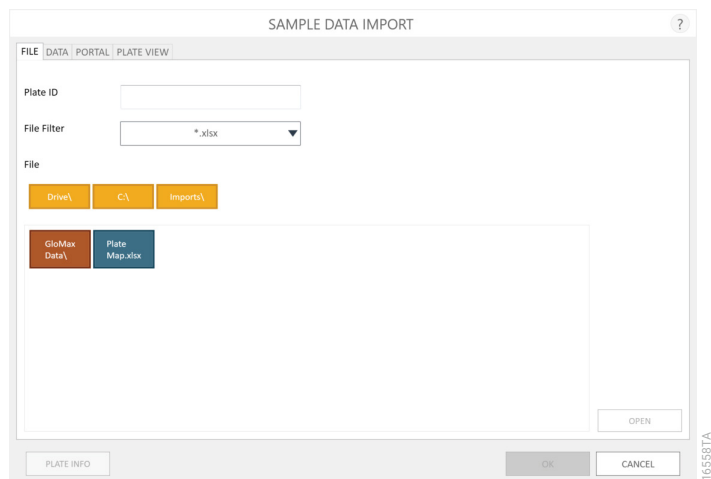 SAMPLE DATA IMPORT
?
FILE DATA PORTAL PLATE VIEW
Plate ID
File Filter
*.xlsx
File
Drive\ C:\ Imports\
GloMax Data\
Plate Map.xlsx
OPEN
PLATE INFO
OK
CANCEL
16558TA